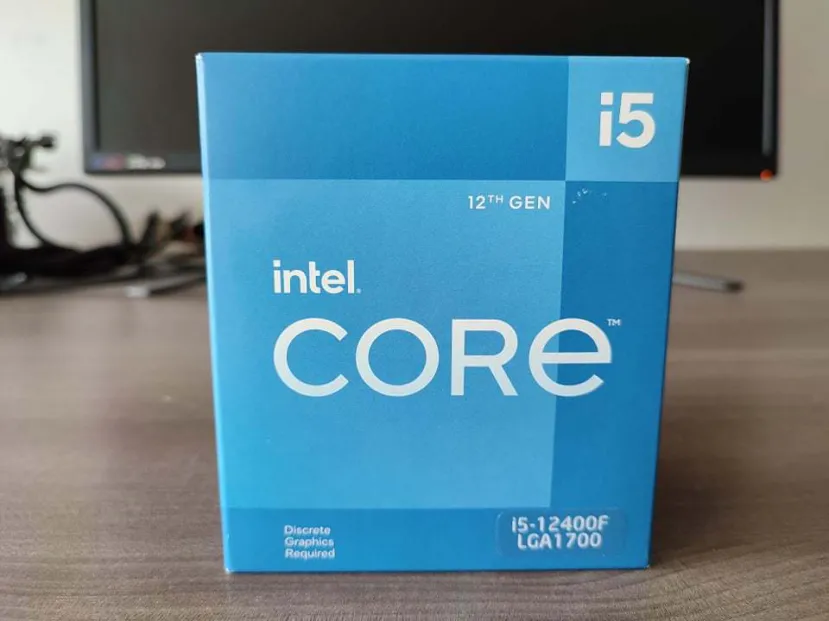 i5
12TH GEN
intel.
CORE™
Discrete
Graphics
Required
i5-12400F
LGA1700